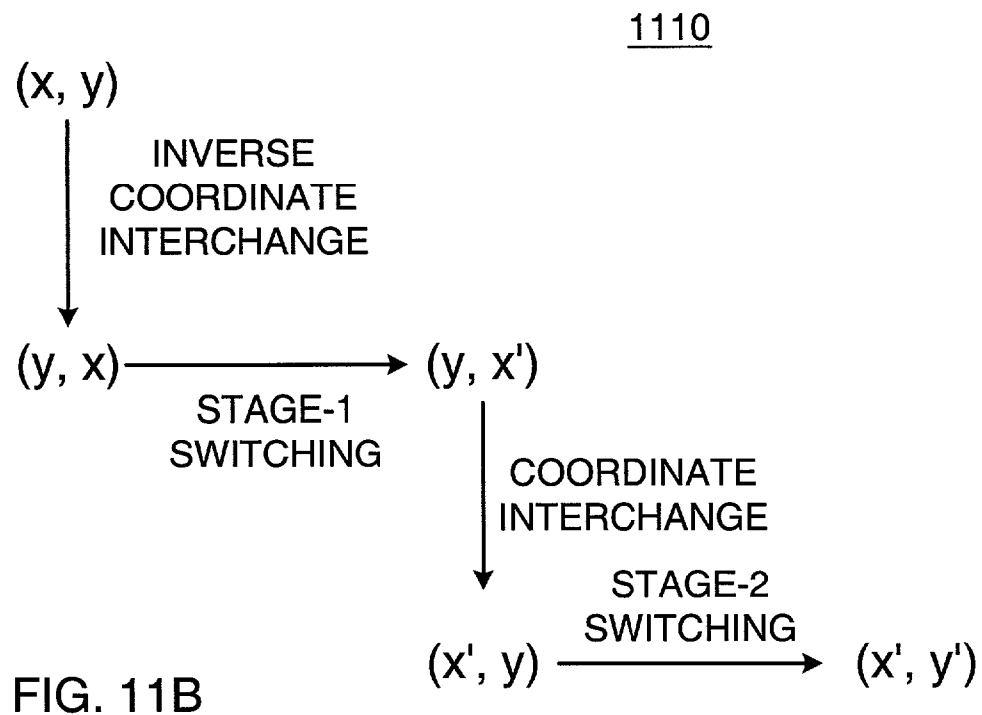 1110
(x, y)
INVERSE
COORDINATE
INTERCHANGE
(y, x)
(y, x')
STAGE-1
SWITCHING
COORDINATE
INTERCHANGE
STAGE-2
SWITCHING
(x', y)
(x', y')
FIG. 11B